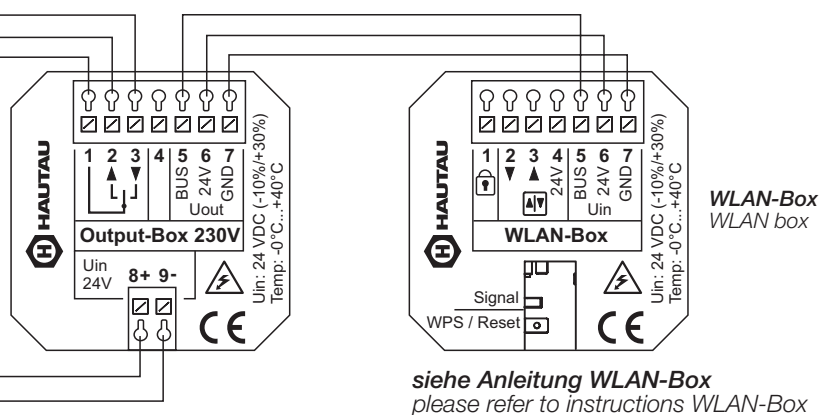 1 2 3 4 5 6 7
BUS 24V GND
Uout
Output-Box 230V
Uin
24V
8+ 9-
CE
H HAUTAU
Uin: 24 VDC (-10%/+30%)
Temp: -0°C...+40°C
1 2 3 4 5 6 7
24V BUS 24V GND
Uin
WLAN-Box
Signal
WPS / Reset
CE
H HAUTAU
Uin: 24 VDC (-10%/+30%)
Temp: -0°C...+40°C
WLAN-Box
WLAN box
siehe Anleitung WLAN-Box
please refer to instructions WLAN-Box